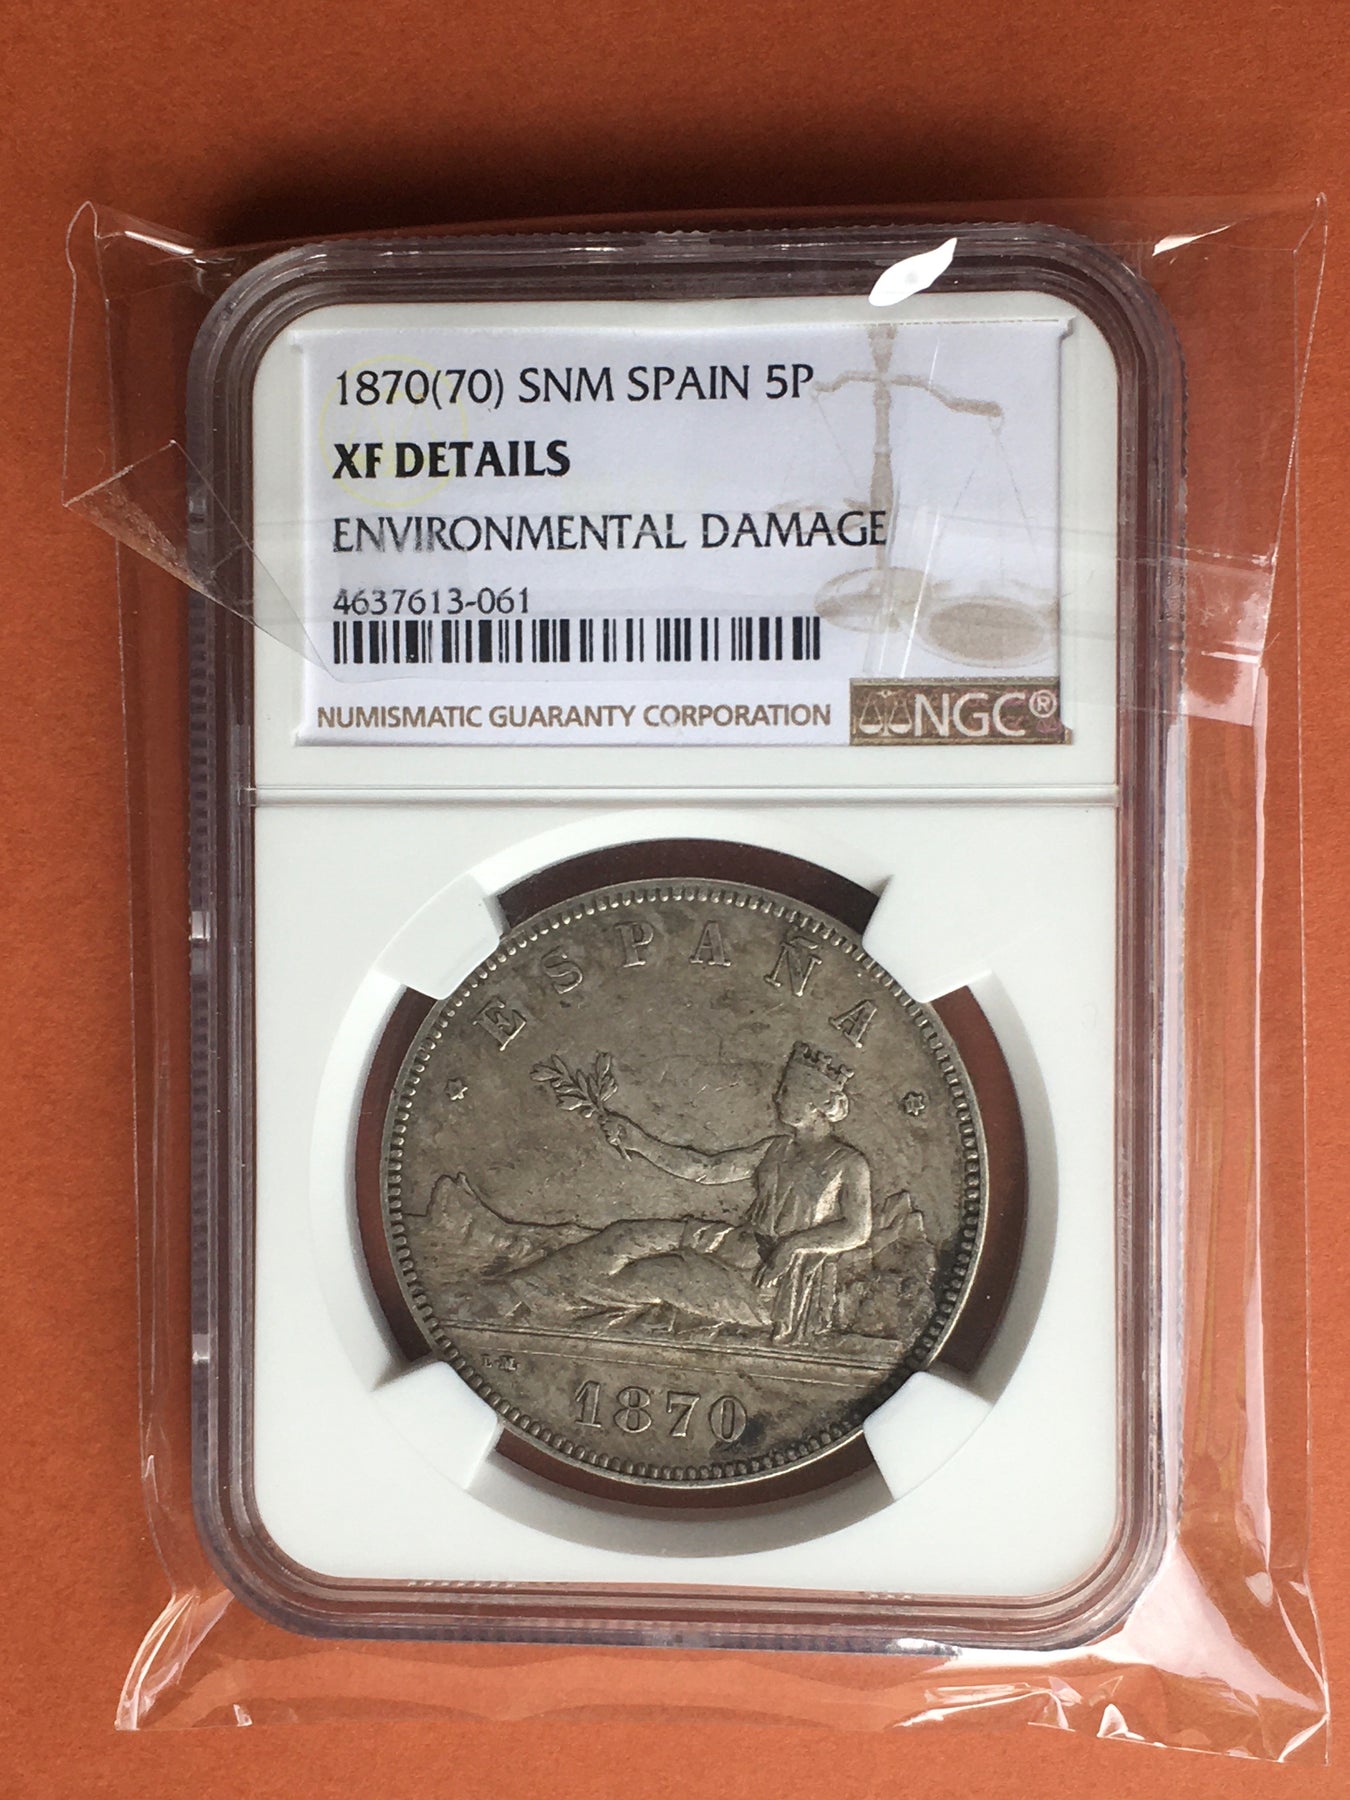 1870(70) SNM SPAIN 5P
XF DETAILS
ENVIRONMENTAL DAMAGE
4637613-061
NUMISMATIC GUARANTY CORPORATION NGC®
ESPAÑA
L·M·
1870